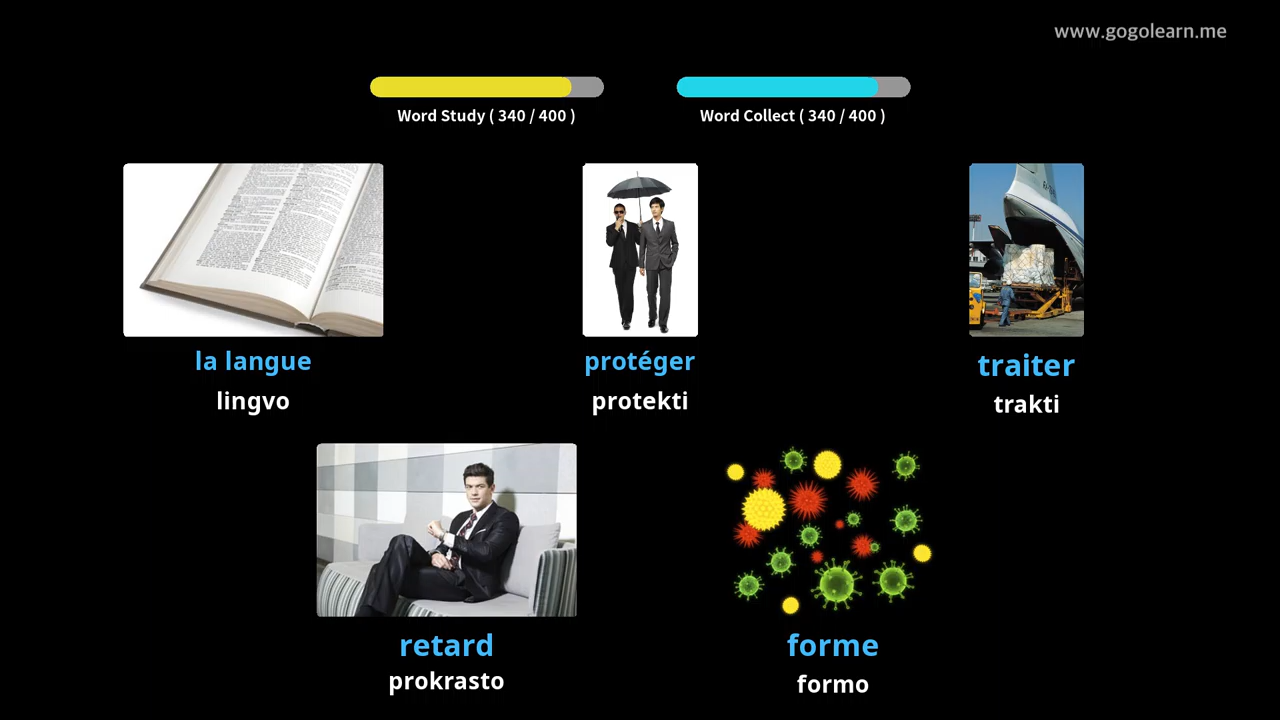 www.gogolearn.me
Word Study ( 340 / 400 )
Word Collect ( 340 / 400 )
la langue
lingvo
protéger
protekti
traiter
trakti
retard
prokrasto
forme
formo